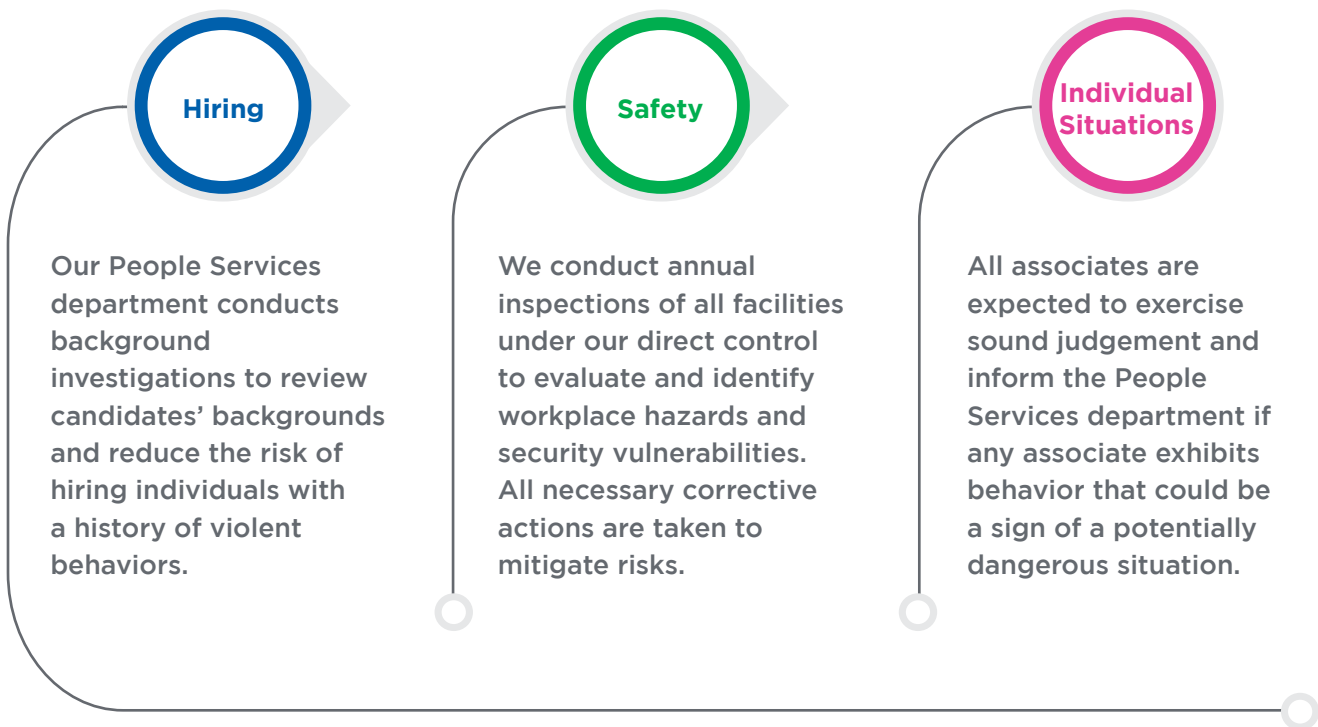 Hiring
Our People Services
department conducts
background
investigations to review
candidates’ backgrounds
and reduce the risk of
hiring individuals with
a history of violent
behaviors.
Safety
We conduct annual
inspections of all facilities
under our direct control
to evaluate and identify
workplace hazards and
security vulnerabilities.
All necessary corrective
actions are taken to
mitigate risks.
Individual
Situations
All associates are
expected to exercise
sound judgement and
inform the People
Services department if
any associate exhibits
behavior that could be
a sign of a potentially
dangerous situation.